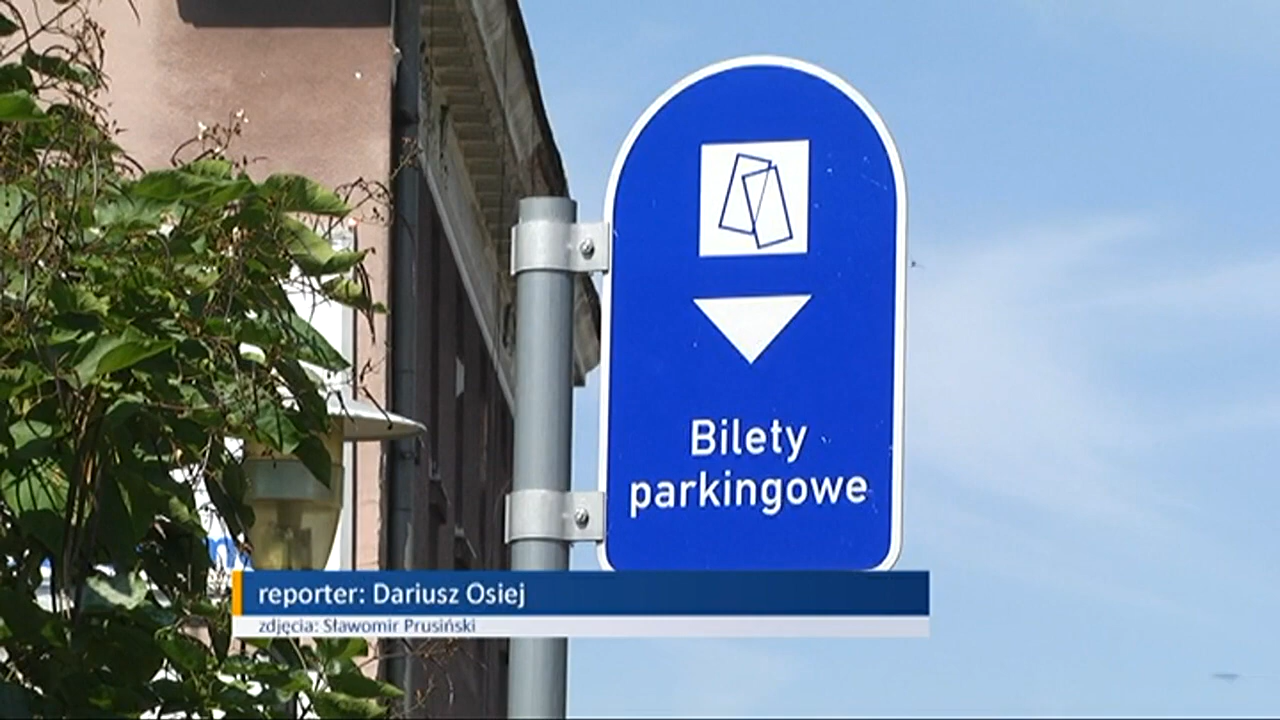 Bilety
parkingowe
reporter: Dariusz Osiej
zdjęcia: Sławomir Prusiński